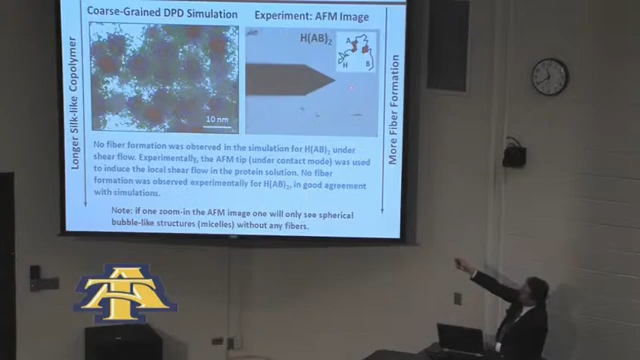 Coarse-Grained DPD Simulation
Experiment: AFM Image
H(AB)₂
A
H
B
10 nm
Longer Silk-like Copolymer
More Fiber Formation
No fiber formation was observed in the simulation for H(AB)₂ under
shear flow. Experimentally, the AFM tip (under contact mode) was used
to induce the local shear flow in the protein solution. No fiber
formation was observed experimentally for H(AB)₂, in good agreement
with simulations.
Note: if one zoom-in the AFM image one will only see spherical
bubble-like structures (micelles) without any fibers.
AT